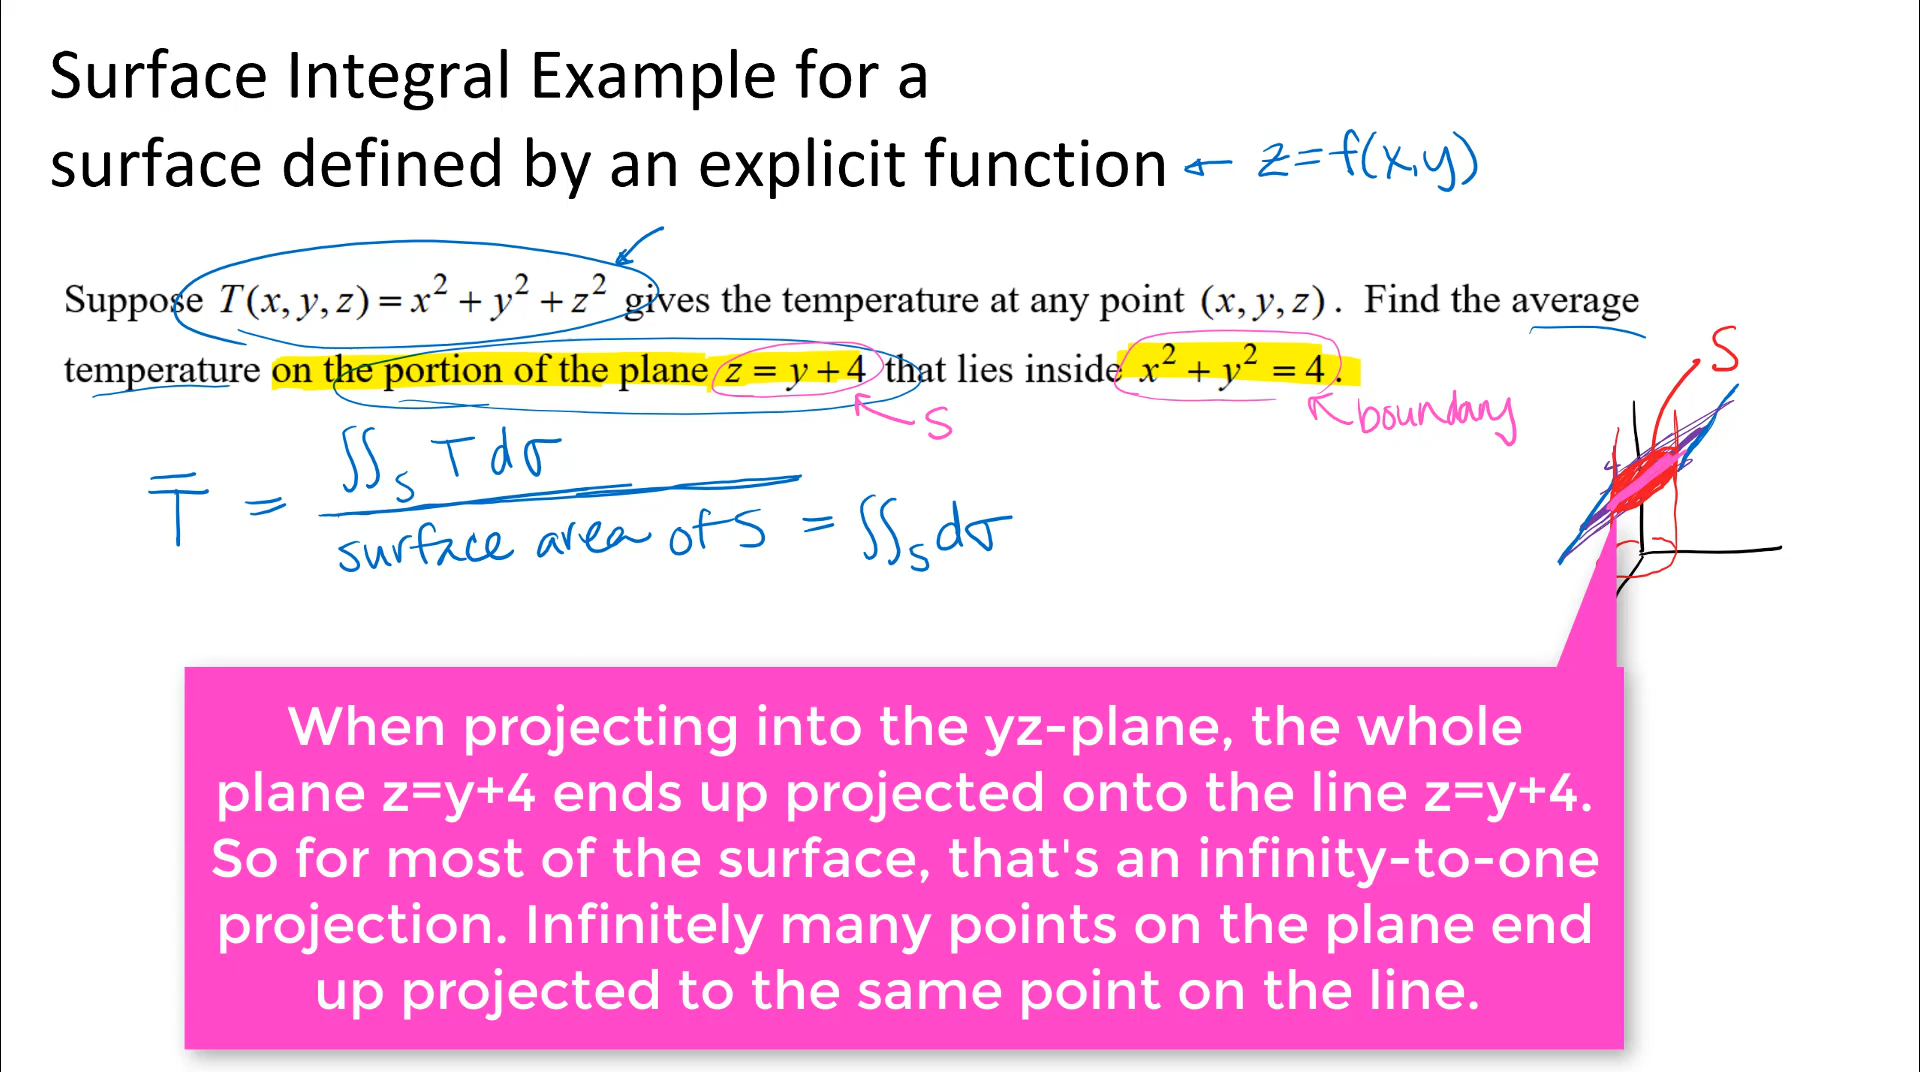 Surface Integral Example for a
surface defined by an explicit function ← z=f(x,y)
Suppose T(x, y, z) = x² + y² + z² gives the temperature at any point (x, y, z). Find the average
temperature on the portion of the plane z = y + 4 that lies inside x² + y² = 4.
S
S
boundary
T̄ = ∬_S T dσ / surface area of S = ∬_S dσ
When projecting into the yz-plane, the whole
plane z=y+4 ends up projected onto the line z=y+4.
So for most of the surface, that's an infinity-to-one
projection. Infinitely many points on the plane end
up projected to the same point on the line.